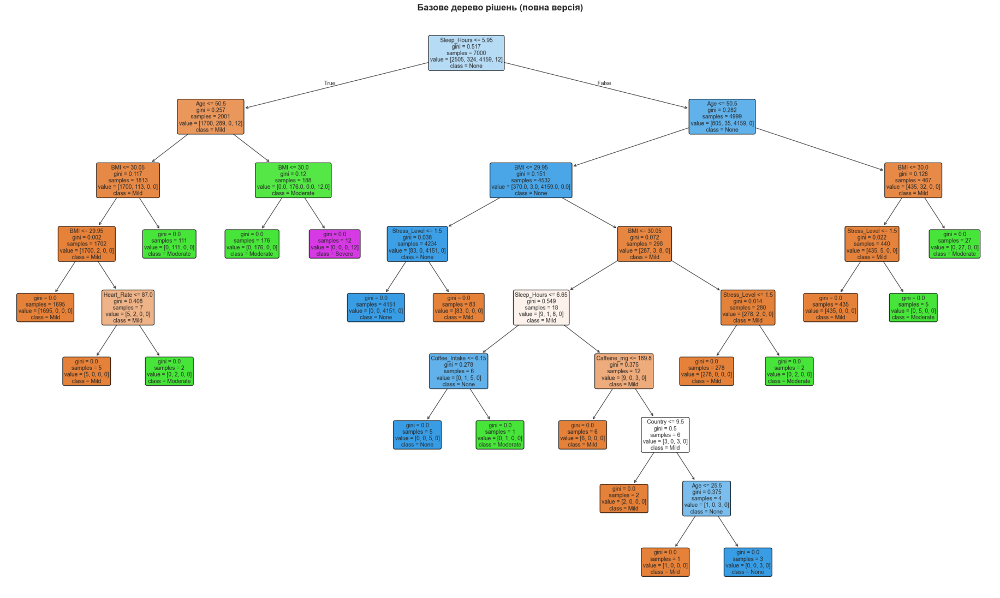 Базове дерево рішень (повна версія)
Sleep_Hours <= 5.95
gini = 0.517
samples = 7000
value = [2505, 324, 4159, 12]
class = None
True
False
Age <= 50.5
gini = 0.257
samples = 2001
value = [1700, 289, 0, 12]
class = Mild
Age <= 50.5
gini = 0.282
samples = 4999
value = [805, 35, 4159, 0]
class = None
BMI <= 30.05
gini = 0.117
samples = 1813
value = [1700, 113, 0, 0]
class = Mild
BMI <= 30.0
gini = 0.12
samples = 188
value = [0.0, 176.0, 0.0, 12.0]
class = Moderate
BMI <= 29.95
gini = 0.151
samples = 4532
value = [370.0, 3.0, 4159.0, 0.0]
class = None
BMI <= 30.0
gini = 0.128
samples = 467
value = [435, 32, 0, 0]
class = Mild
BMI <= 29.95
gini = 0.002
samples = 1702
value = [1700, 2, 0, 0]
class = Mild
gini = 0.0
samples = 111
value = [0, 111, 0, 0]
class = Moderate
gini = 0.0
samples = 176
value = [0, 176, 0, 0]
class = Moderate
gini = 0.0
samples = 12
value = [0, 0, 0, 12]
class = Severe
Stress_Level <= 1.5
gini = 0.038
samples = 4234
value = [83, 0, 4151, 0]
class = None
BMI <= 30.05
gini = 0.072
samples = 298
value = [287, 3, 8, 0]
class = Mild
Stress_Level <= 1.5
gini = 0.022
samples = 440
value = [435, 5, 0, 0]
class = Mild
gini = 0.0
samples = 27
value = [0, 27, 0, 0]
class = Moderate
gini = 0.0
samples = 1695
value = [1695, 0, 0, 0]
class = Mild
Heart_Rate <= 87.0
gini = 0.408
samples = 7
value = [5, 2, 0, 0]
class = Mild
gini = 0.0
samples = 4151
value = [0, 0, 4151, 0]
class = None
gini = 0.0
samples = 83
value = [83, 0, 0, 0]
class = Mild
Sleep_Hours <= 6.65
gini = 0.549
samples = 18
value = [9, 1, 8, 0]
class = Mild
Stress_Level <= 1.5
gini = 0.014
samples = 280
value = [278, 2, 0, 0]
class = Mild
gini = 0.0
samples = 435
value = [435, 0, 0, 0]
class = Mild
gini = 0.0
samples = 5
value = [0, 5, 0, 0]
class = Moderate
gini = 0.0
samples = 5
value = [5, 0, 0, 0]
class = Mild
gini = 0.0
samples = 2
value = [0, 2, 0, 0]
class = Moderate
Coffee_Intake <= 6.15
gini = 0.278
samples = 6
value = [0, 1, 5, 0]
class = None
Caffeine_mg <= 189.8
gini = 0.375
samples = 12
value = [9, 0, 3, 0]
class = Mild
gini = 0.0
samples = 278
value = [278, 0, 0, 0]
class = Mild
gini = 0.0
samples = 2
value = [0, 2, 0, 0]
class = Moderate
gini = 0.0
samples = 5
value = [0, 0, 5, 0]
class = None
gini = 0.0
samples = 1
value = [0, 1, 0, 0]
class = Moderate
gini = 0.0
samples = 6
value = [6, 0, 0, 0]
class = Mild
Country <= 9.5
gini = 0.5
samples = 6
value = [3, 0, 3, 0]
class = Mild
gini = 0.0
samples = 2
value = [2, 0, 0, 0]
class = Mild
Age <= 25.5
gini = 0.375
samples = 4
value = [1, 0, 3, 0]
class = None
gini = 0.0
samples = 1
value = [1, 0, 0, 0]
class = Mild
gini = 0.0
samples = 3
value = [0, 0, 3, 0]
class = None